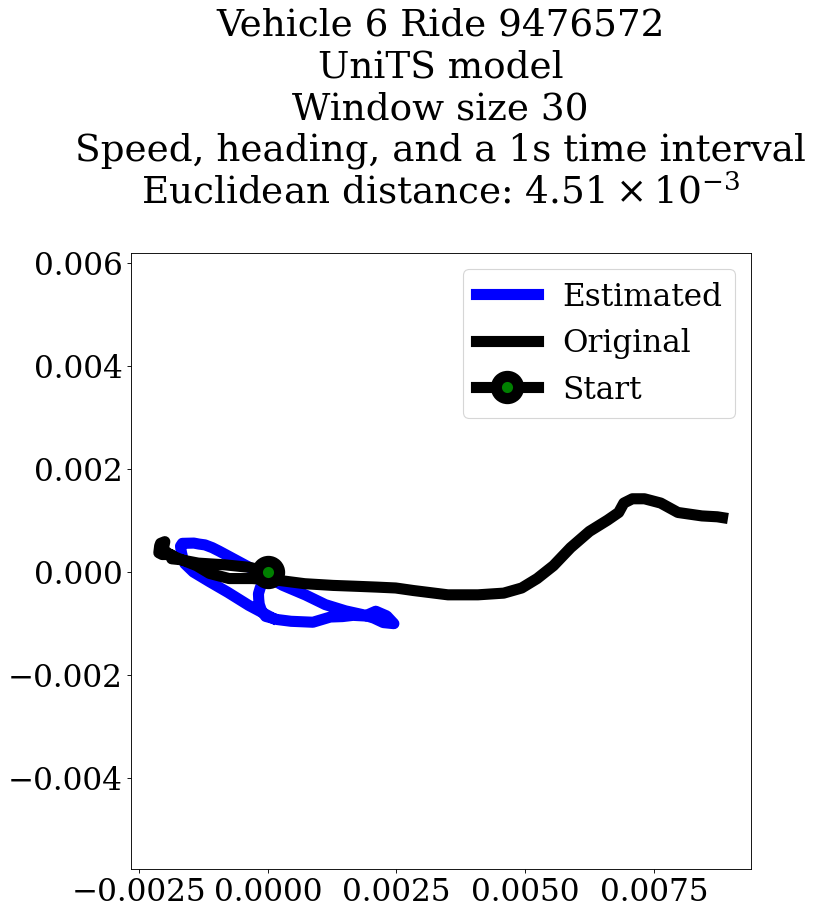 Vehicle 6 Ride 9476572
UniTS model
Window size 30
Speed, heading, and a 1s time interval
Euclidean distance: 4.51 × 10⁻³
0.006
0.004
0.002
0.000
−0.002
−0.004
Estimated
Original
Start
−0.0025 0.0000 0.0025 0.0050 0.0075